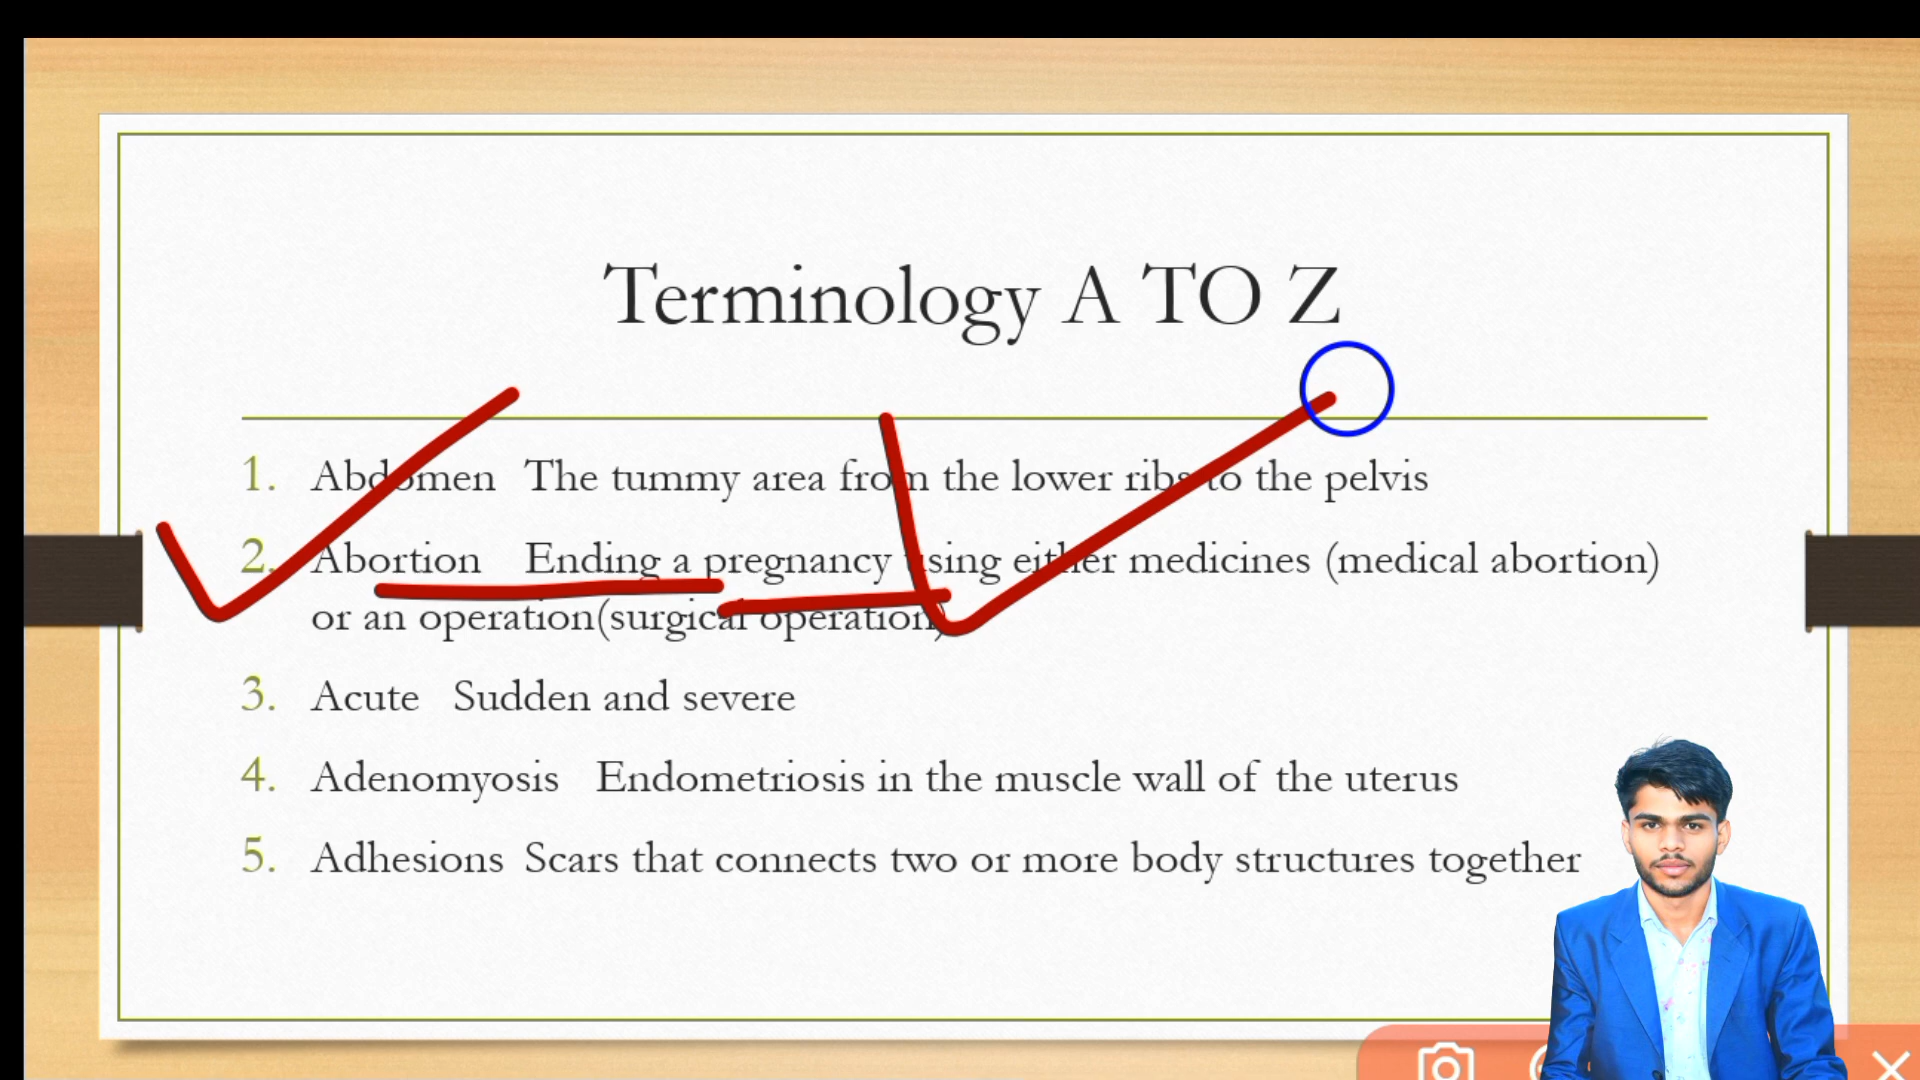 Terminology A TO Z
1. Abdomen The tummy area from the lower ribs to the pelvis
2. Abortion Ending a pregnancy using either medicines (medical abortion)
or an operation(surgical operation)
3. Acute Sudden and severe
4. Adenomyosis Endometriosis in the muscle wall of the uterus
5. Adhesions Scars that connects two or more body structures together